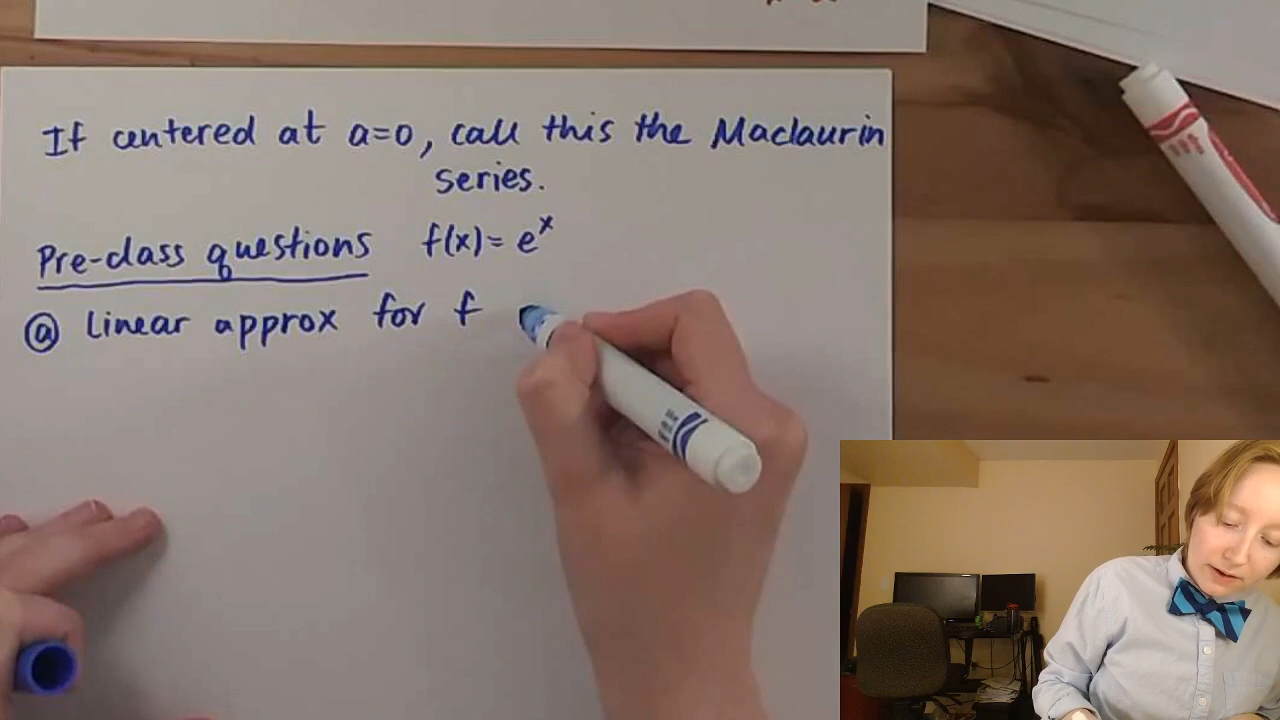 If centered at a=0, call this the Maclaurin
series.
Pre-class questions f(x)= e^x
ⓐ Linear approx for f